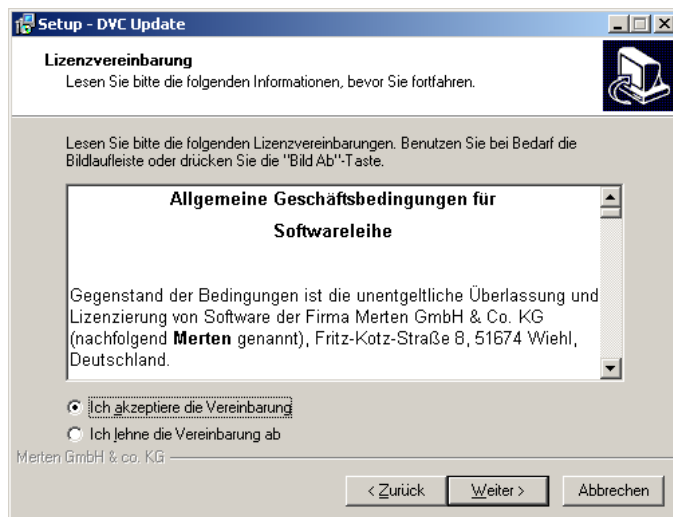 Setup - DVC Update
Lizenzvereinbarung
Lesen Sie bitte die folgenden Informationen, bevor Sie fortfahren.
Lesen Sie bitte die folgenden Lizenzvereinbarungen. Benutzen Sie bei Bedarf die
Bildlaufleiste oder drücken Sie die "Bild Ab"-Taste.
Allgemeine Geschäftsbedingungen für
Softwareleihe
Gegenstand der Bedingungen ist die unentgeltliche Überlassung und
Lizenzierung von Software der Firma Merten GmbH & Co. KG
(nachfolgend Merten genannt), Fritz-Kotz-Straße 8, 51674 Wiehl,
Deutschland.
Ich akzeptiere die Vereinbarung
Ich lehne die Vereinbarung ab
Merten GmbH & co. KG
< Zurück
Weiter >
Abbrechen